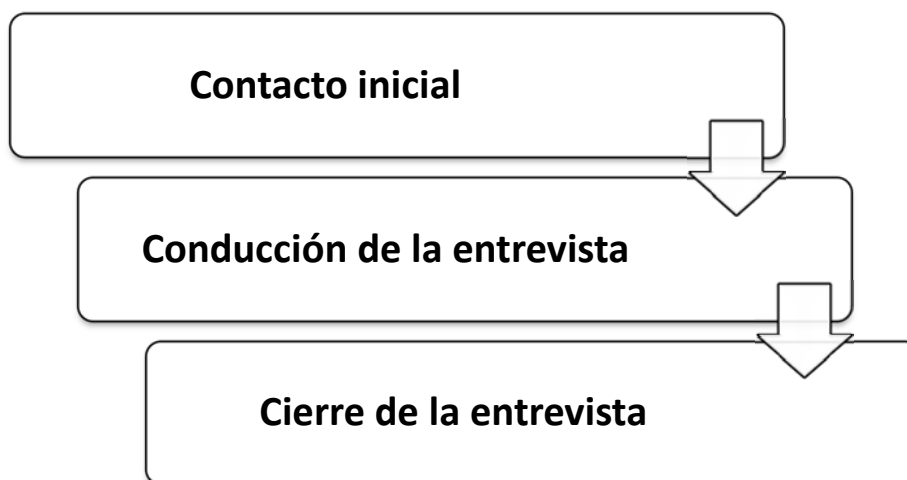 Contacto inicial
Conducción de la entrevista
Cierre de la entrevista